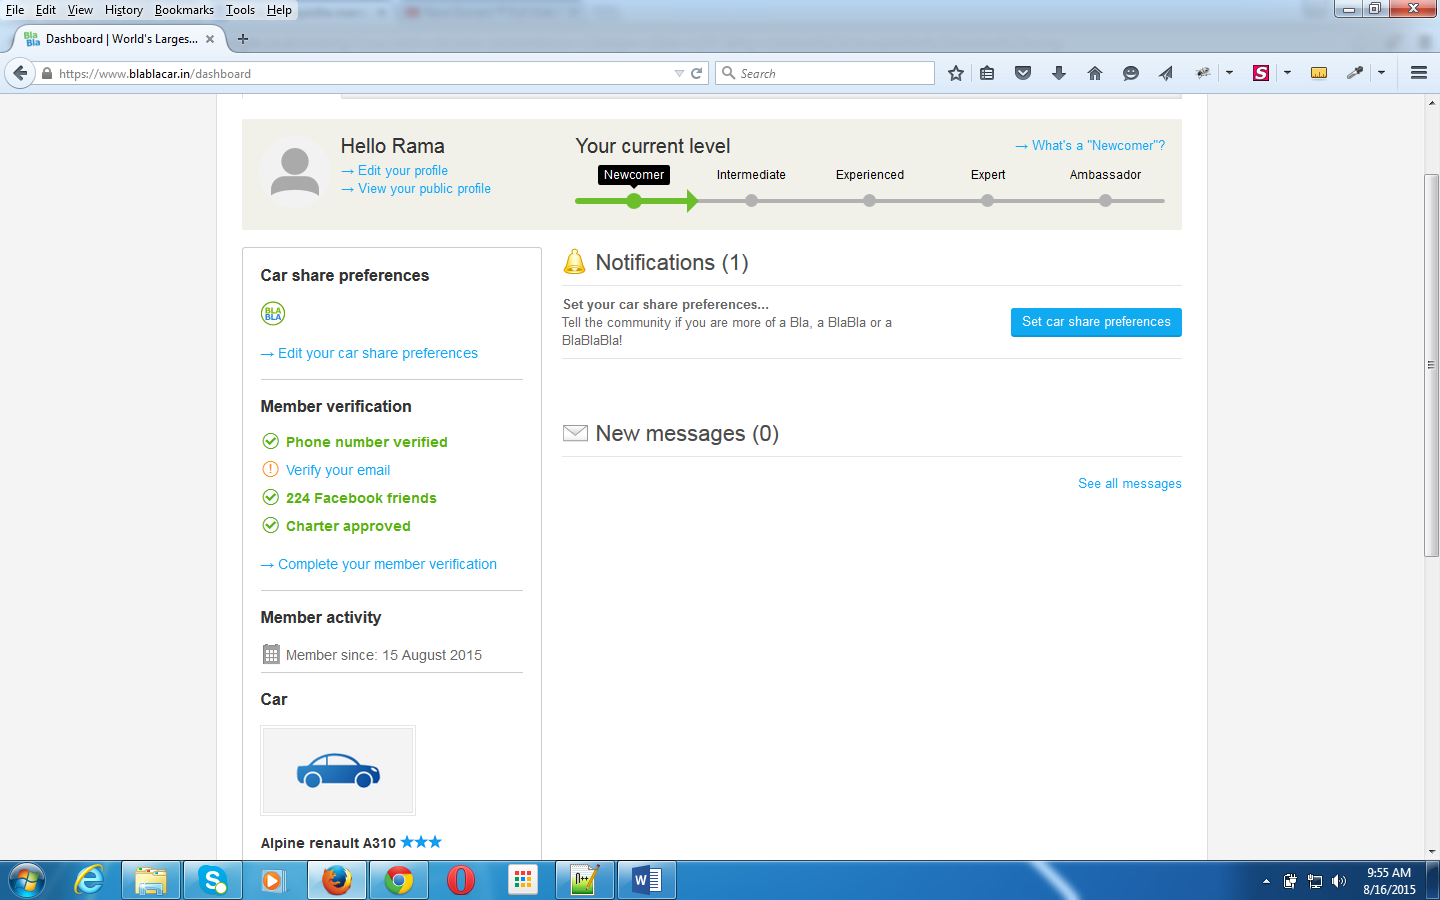 File Edit View History Bookmarks Tools Help
Bla Bla
Dashboard | World's Larges...
https://www.blablacar.in/dashboard
Search
Hello Rama
→ Edit your profile
→ View your public profile
Your current level
→ What's a "Newcomer"?
Newcomer Intermediate Experienced Expert Ambassador
Car share preferences
BLA
BLA
→ Edit your car share preferences
Member verification
Phone number verified
Verify your email
224 Facebook friends
Charter approved
→ Complete your member verification
Member activity
Member since: 15 August 2015
Car
Alpine renault A310
Notifications (1)
Set your car share preferences...
Tell the community if you are more of a Bla, a BlaBla or a
BlaBlaBla!
Set car share preferences
New messages (0)
See all messages
9:55 AM
8/16/2015